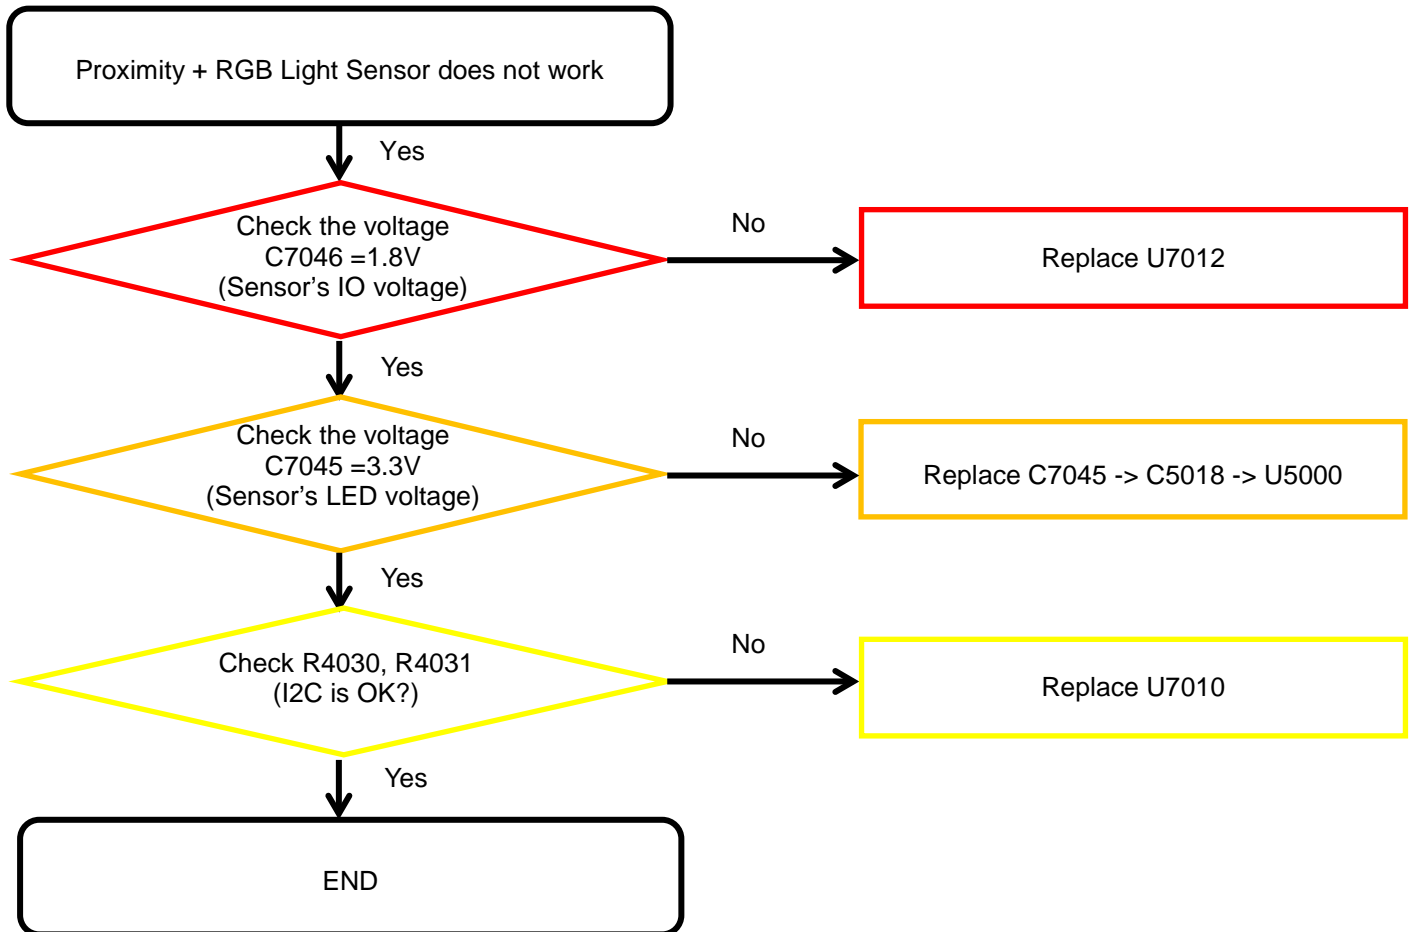 Proximity + RGB Light Sensor does not work
Yes
Check the voltage
C7046 =1.8V
(Sensor's IO voltage)
No
Replace U7012
Yes
Check the voltage
C7045 =3.3V
(Sensor's LED voltage)
No
Replace C7045 -> C5018 -> U5000
Yes
Check R4030, R4031
(I2C is OK?)
No
Replace U7010
Yes
END